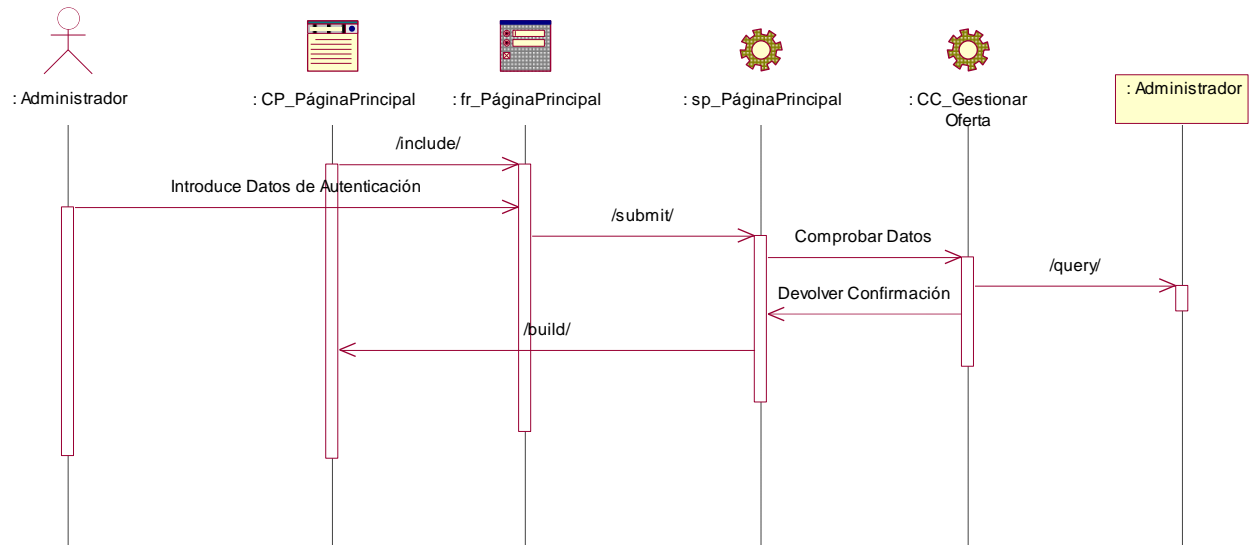 : Administrador
: CP_PáginaPrincipal
: fr_PáginaPrincipal
: sp_PáginaPrincipal
: CC_Gestionar
Oferta
: Administrador
/include/
Introduce Datos de Autenticación
/submit/
Comprobar Datos
/query/
Devolver Confirmación
/build/